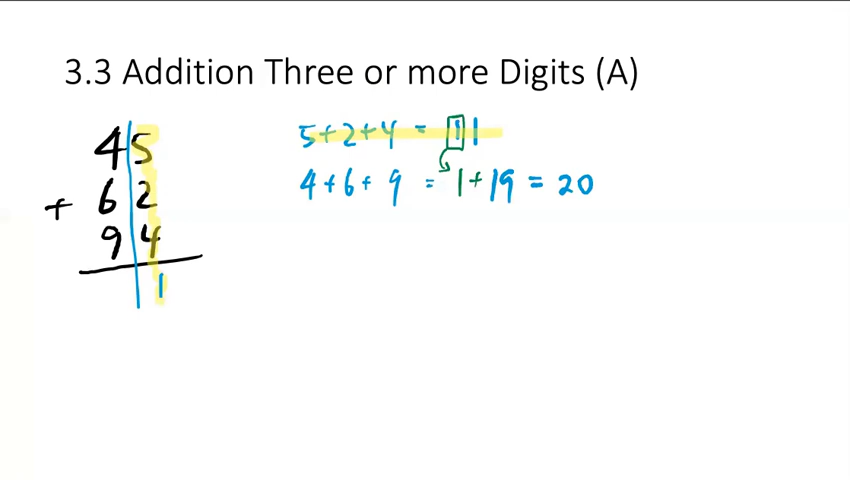 3.3 Addition Three or more Digits (A)
45
+ 62
94
1
5+2+4 = 11
4+6+9 = 1+19 = 20